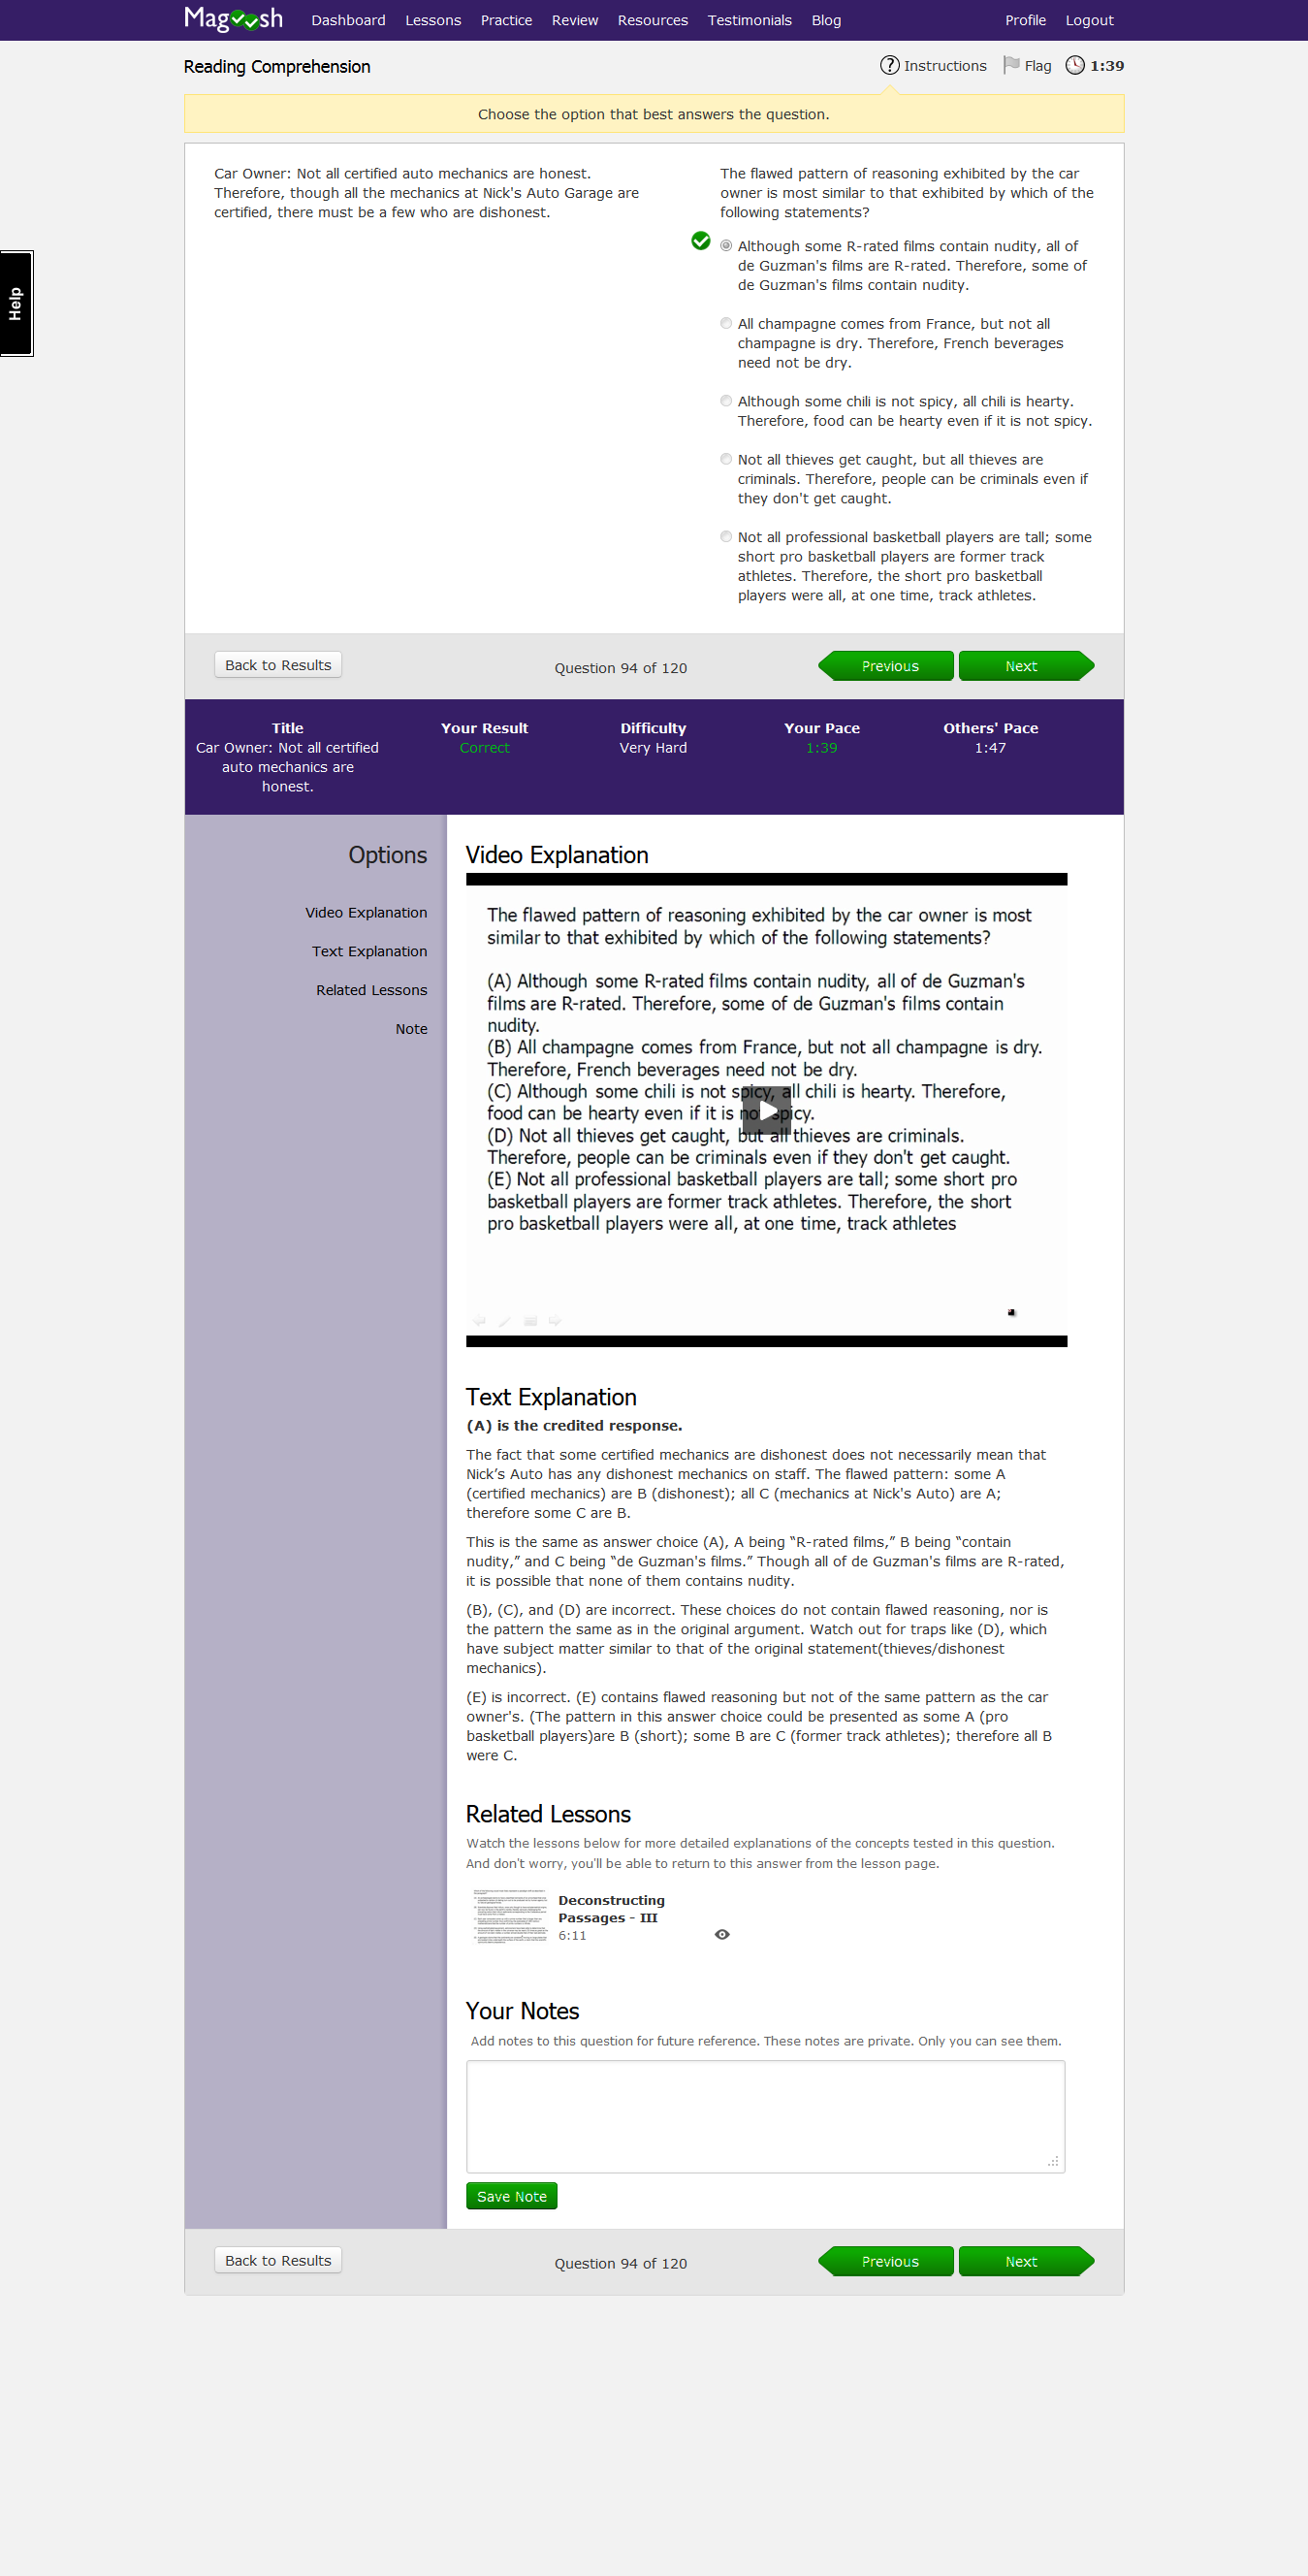 Magoosh Dashboard Lessons Practice Review Resources Testimonials Blog Profile Logout
Reading Comprehension
? Instructions Flag 1:39
Choose the option that best answers the question.
Help
Car Owner: Not all certified auto mechanics are honest.
Therefore, though all the mechanics at Nick's Auto Garage are
certified, there must be a few who are dishonest.
The flawed pattern of reasoning exhibited by the car
owner is most similar to that exhibited by which of the
following statements?
Although some R-rated films contain nudity, all of
de Guzman's films are R-rated. Therefore, some of
de Guzman's films contain nudity.
All champagne comes from France, but not all
champagne is dry. Therefore, French beverages
need not be dry.
Although some chili is not spicy, all chili is hearty.
Therefore, food can be hearty even if it is not spicy.
Not all thieves get caught, but all thieves are
criminals. Therefore, people can be criminals even if
they don't get caught.
Not all professional basketball players are tall; some
short pro basketball players are former track
athletes. Therefore, the short pro basketball
players were all, at one time, track athletes.
Back to Results Question 94 of 120 Previous Next
Title Your Result Difficulty Your Pace Others' Pace
Car Owner: Not all certified Correct Very Hard 1:39 1:47
auto mechanics are
honest.
Options
Video Explanation
Text Explanation
Related Lessons
Note
Video Explanation
The flawed pattern of reasoning exhibited by the car owner is most
similar to that exhibited by which of the following statements?
(A) Although some R-rated films contain nudity, all of de Guzman's
films are R-rated. Therefore, some of de Guzman's films contain
nudity.
(B) All champagne comes from France, but not all champagne is dry.
Therefore, French beverages need not be dry.
(C) Although some chili is not spicy, all chili is hearty. Therefore,
food can be hearty even if it is not spicy.
(D) Not all thieves get caught, but all thieves are criminals.
Therefore, people can be criminals even if they don't get caught.
(E) Not all professional basketball players are tall; some short pro
basketball players are former track athletes. Therefore, the short
pro basketball players were all, at one time, track athletes
Text Explanation
(A) is the credited response.
The fact that some certified mechanics are dishonest does not necessarily mean that
Nick’s Auto has any dishonest mechanics on staff. The flawed pattern: some A
(certified mechanics) are B (dishonest); all C (mechanics at Nick's Auto) are A;
therefore some C are B.
This is the same as answer choice (A), A being “R-rated films,” B being “contain
nudity,” and C being “de Guzman's films.” Though all of de Guzman's films are R-rated,
it is possible that none of them contains nudity.
(B), (C), and (D) are incorrect. These choices do not contain flawed reasoning, nor is
the pattern the same as in the original argument. Watch out for traps like (D), which
have subject matter similar to that of the original statement(thieves/dishonest
mechanics).
(E) is incorrect. (E) contains flawed reasoning but not of the same pattern as the car
owner's. (The pattern in this answer choice could be presented as some A (pro
basketball players)are B (short); some B are C (former track athletes); therefore all B
were C.
Related Lessons
Watch the lessons below for more detailed explanations of the concepts tested in this question.
And don't worry, you'll be able to return to this answer from the lesson page.
Deconstructing
Passages - III
6:11
Your Notes
Add notes to this question for future reference. These notes are private. Only you can see them.
Save Note
Back to Results Question 94 of 120 Previous Next